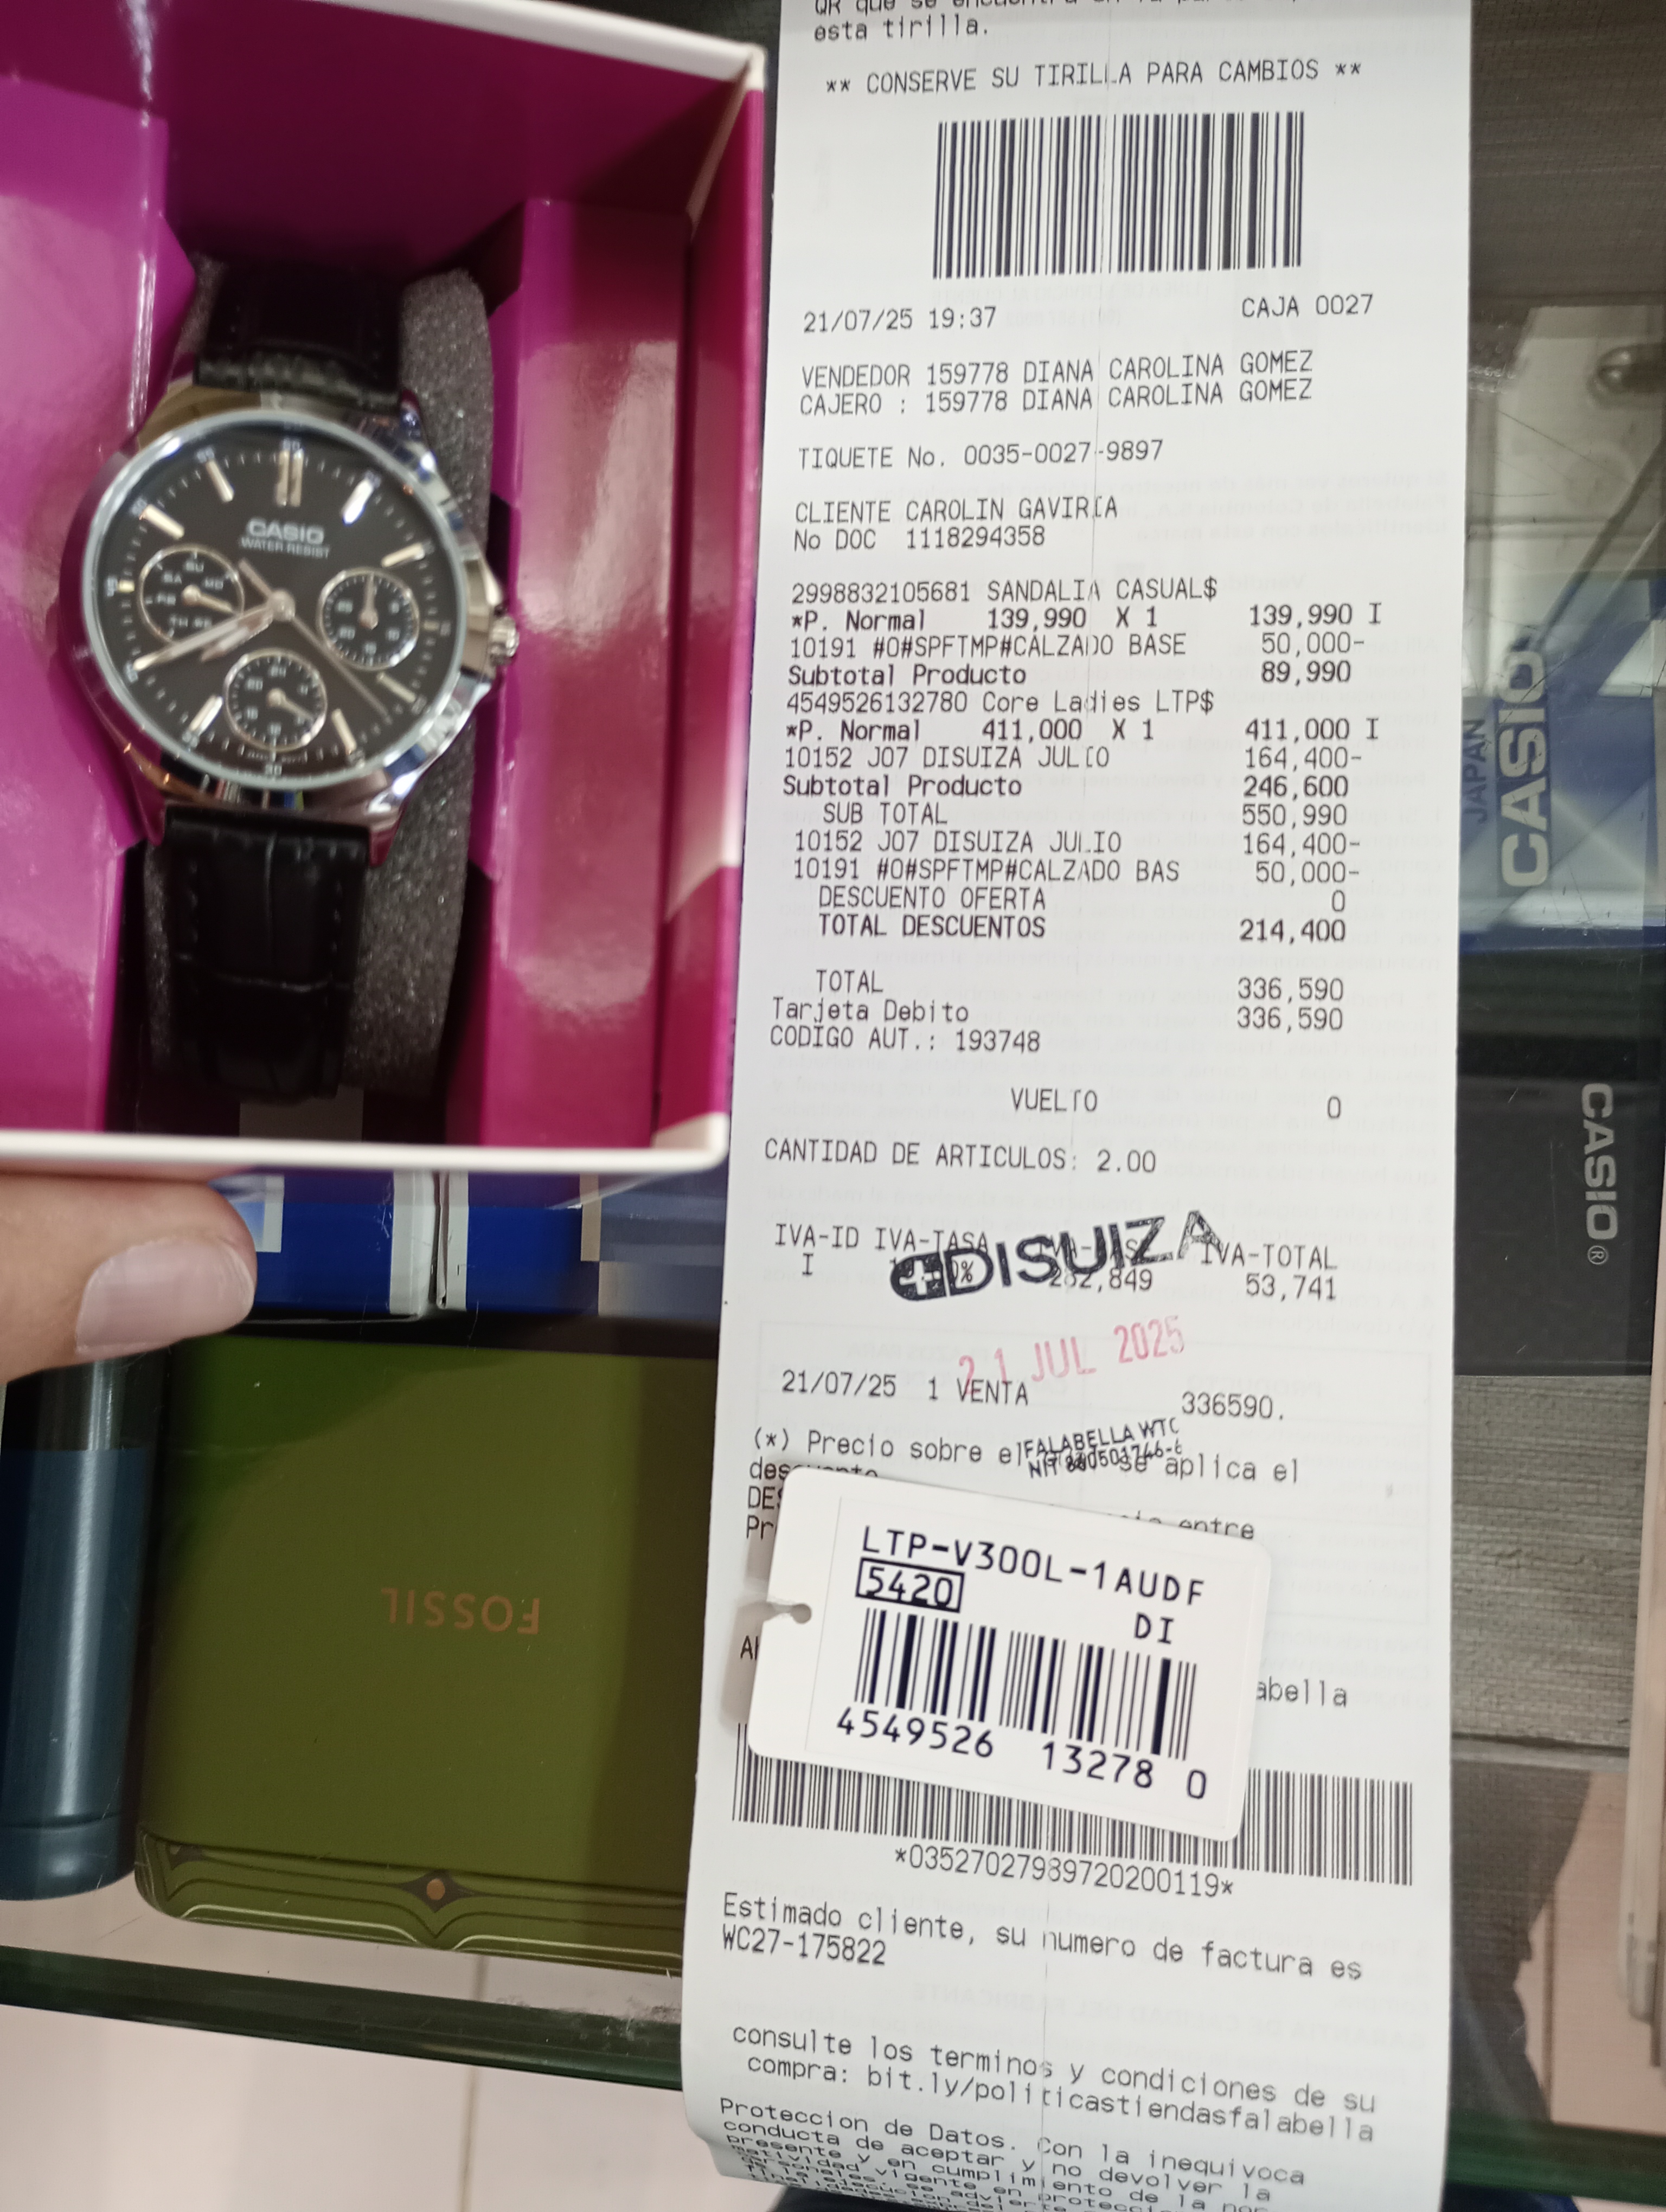 esta tirilla.
** CONSERVE SU TIRILLA PARA CAMBIOS **
21/07/25 19:37 CAJA 0027
VENDEDOR 159778 DIANA CAROLINA GOMEZ
CAJERO : 159778 DIANA CAROLINA GOMEZ
TIQUETE No. 0035-0027-9897
CLIENTE CAROLIN GAVIRIA
No DOC 1118294358
2998832105681 SANDALIA CASUAL$
*P. Normal 139,990 X 1 139,990 I
10191 #O#SPFTMP#CALZADO BASE 50,000-
Subtotal Producto 89,990
4549526132780 Core Ladies LTP$
*P. Normal 411,000 X 1 411,000 I
10152 J07 DISUIZA JULIO 164,400-
Subtotal Producto 246,600
SUB TOTAL 550,990
10152 J07 DISUIZA JULIO 164,400-
10191 #O#SPFTMP#CALZADO BAS 50,000-
DESCUENTO OFERTA 0
TOTAL DESCUENTOS 214,400
TOTAL 336,590
Tarjeta Debito 336,590
CODIGO AUT.: 193748
VUELTO 0
CANTIDAD DE ARTICULOS: 2.00
IVA-ID IVA-TASA IVA-TOTAL
I 282,849 53,741
DISUIZA
21 JUL 2025
21/07/25 1 VENTA 336590.
FALABELLA WTC
(*) Precio sobre el se aplica el
entre
LTP-V300L-1AUDF
5420
DI
4549526 13278 0
*03527027989720200119*
Estimado cliente, su numero de factura es
WC27-175822
consulte los terminos y condiciones de su
compra: bit.ly/politicastiendasfalabella
Proteccion de Datos. Con la inequivoca
conducta de aceptar y no devolver la
presente y en cumplimiento de la
CASIO
WATER RESIST
JAPAN
CASIO
CASIO®
FOSSIL